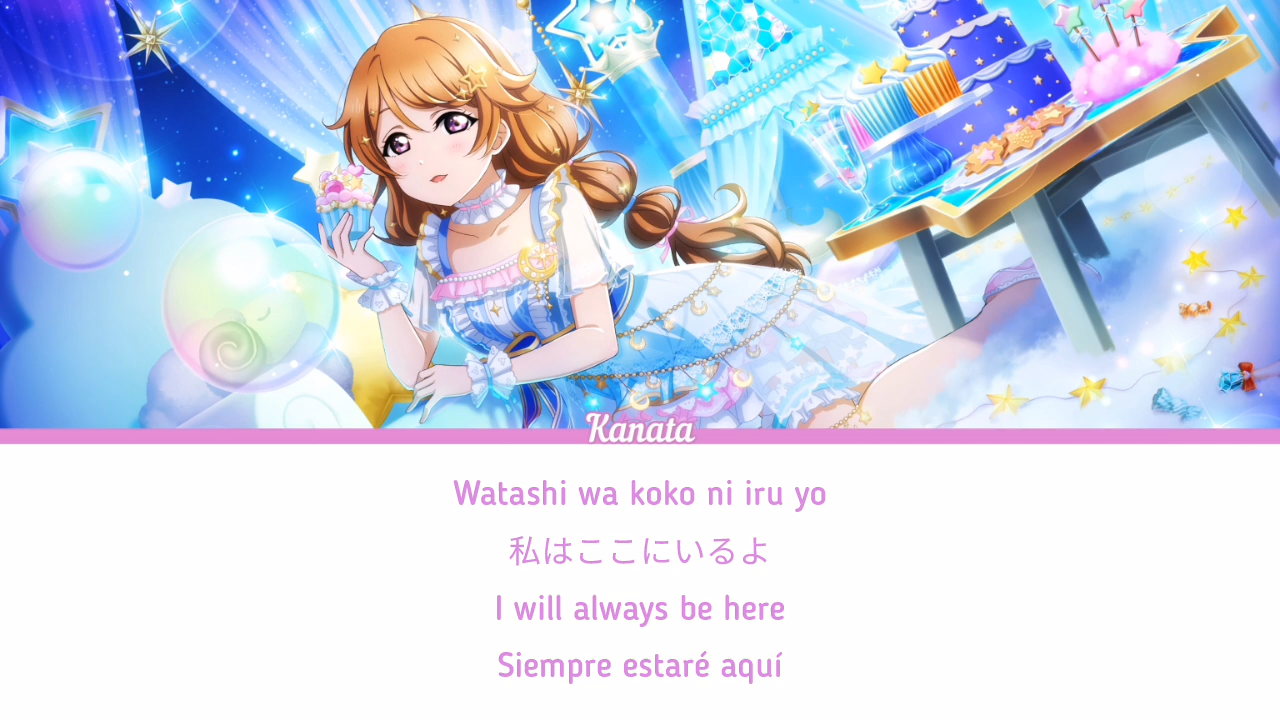 Kanata
Watashi wa koko ni iru yo
私はここにいるよ
I will always be here
Siempre estaré aquí